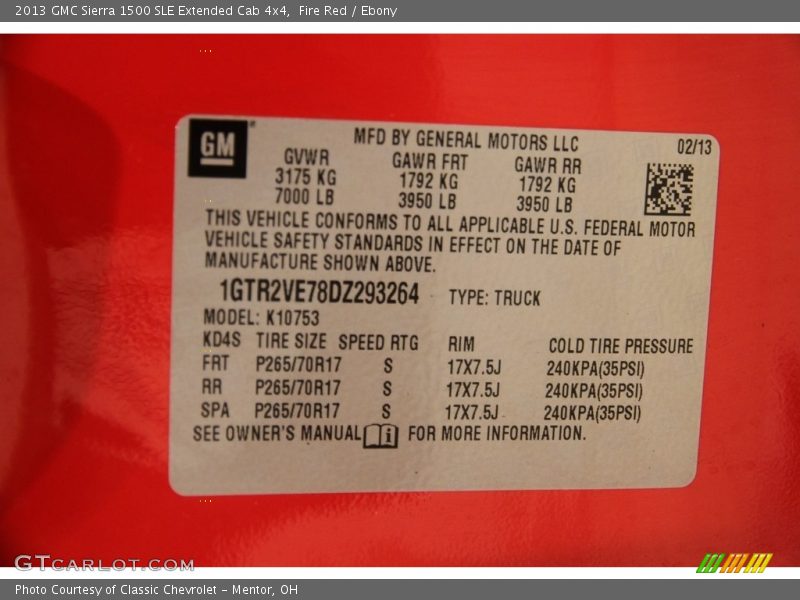 2013 GMC Sierra 1500 SLE Extended Cab 4x4, Fire Red / Ebony
GM
MFD BY GENERAL MOTORS LLC 02/13
GVWR GAWR FRT GAWR RR
3175 KG 1792 KG 1792 KG
7000 LB 3950 LB 3950 LB
THIS VEHICLE CONFORMS TO ALL APPLICABLE U.S. FEDERAL MOTOR
VEHICLE SAFETY STANDARDS IN EFFECT ON THE DATE OF
MANUFACTURE SHOWN ABOVE.
1GTR2VE78DZ293264 TYPE: TRUCK
MODEL: K10753
KD4S TIRE SIZE SPEED RTG RIM COLD TIRE PRESSURE
FRT P265/70R17 S 17X7.5J 240KPA(35PSI)
RR P265/70R17 S 17X7.5J 240KPA(35PSI)
SPA P265/70R17 S 17X7.5J 240KPA(35PSI)
SEE OWNER'S MANUAL FOR MORE INFORMATION.
GTCARLOT.COM
Photo Courtesy of Classic Chevrolet - Mentor, OH